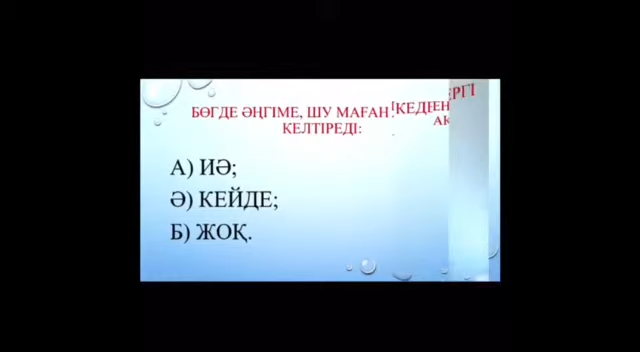 БӨГДЕ ӘҢГІМЕ, ШУ МАҒАН
КЕЛТІРЕДІ:
А) ИӘ;
Ә) КЕЙДЕ;
Б) ЖОҚ.